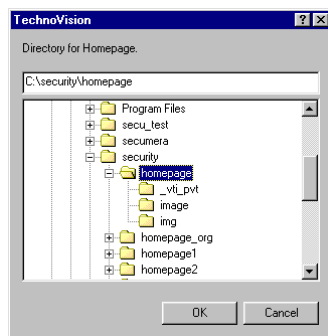 TechnoVision
Directory for Homepage.
C:\security\homepage
Program Files
secu_test
secumera
security
homepage
_vti_pvt
image
img
homepage_org
homepage1
homepage2
OK Cancel